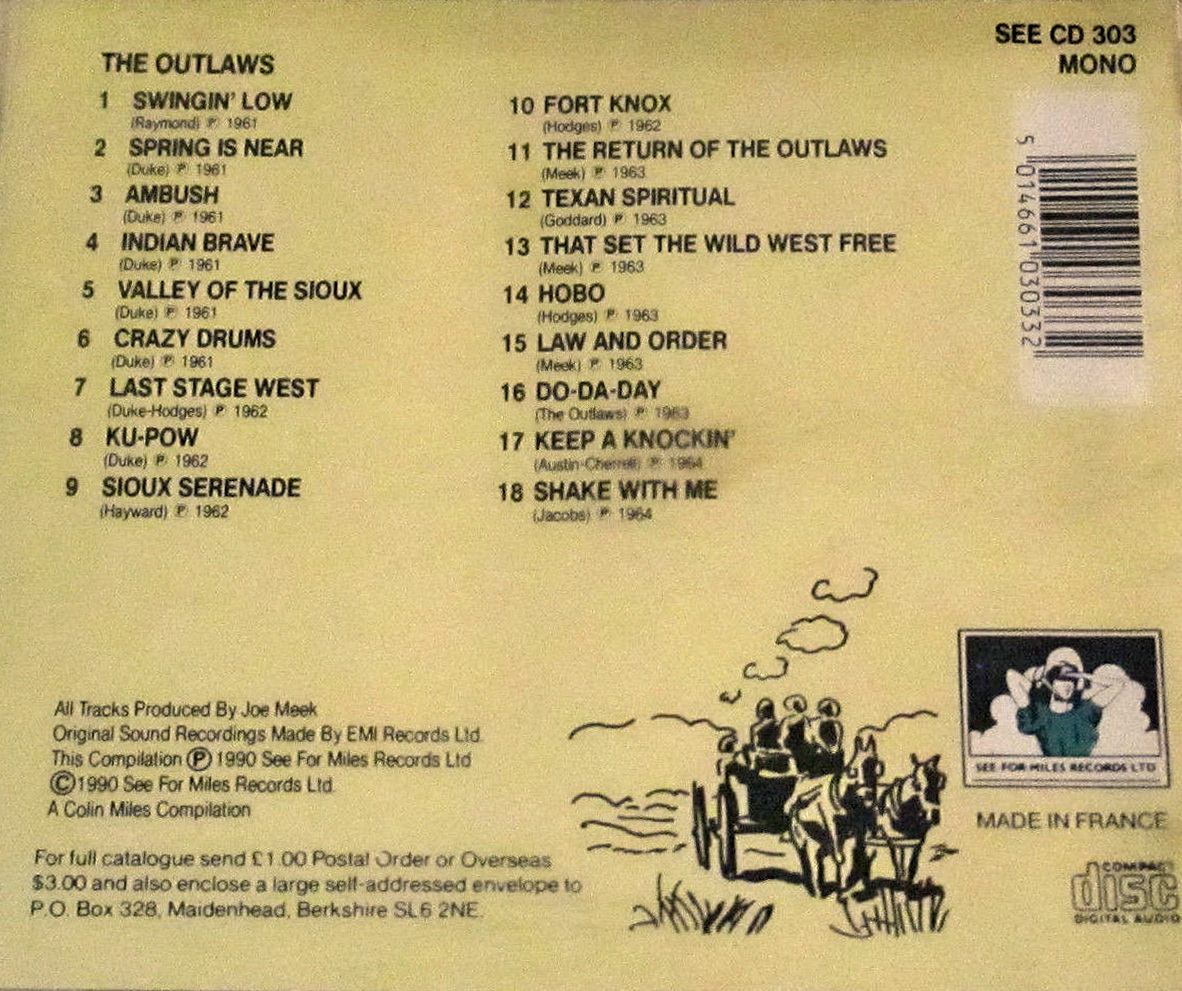 THE OUTLAWS
1 SWINGIN' LOW
(Raymond) ℗ 1961
2 SPRING IS NEAR
(Duke) ℗ 1961
3 AMBUSH
(Duke) ℗ 1961
4 INDIAN BRAVE
(Duke) ℗ 1961
5 VALLEY OF THE SIOUX
(Duke) ℗ 1961
6 CRAZY DRUMS
(Duke) ℗ 1961
7 LAST STAGE WEST
(Duke-Hodges) ℗ 1962
8 KU-POW
(Duke) ℗ 1962
9 SIOUX SERENADE
(Hayward) ℗ 1962
10 FORT KNOX
(Hodges) ℗ 1962
11 THE RETURN OF THE OUTLAWS
(Meek) ℗ 1963
12 TEXAN SPIRITUAL
(Goddard) ℗ 1963
13 THAT SET THE WILD WEST FREE
(Meek) ℗ 1963
14 HOBO
(Hodges) ℗ 1963
15 LAW AND ORDER
(Meek) ℗ 1963
16 DO-DA-DAY
(The Outlaws) ℗ 1963
17 KEEP A KNOCKIN'
(Austin- ℗ 1964
18 SHAKE WITH ME
(Jacobs) ℗ 1964
SEE CD 303
MONO
5 014661 030332
All Tracks Produced By Joe Meek
Original Sound Recordings Made By EMI Records Ltd.
This Compilation ℗ 1990 See For Miles Records Ltd
©1990 See For Miles Records Ltd.
A Colin Miles Compilation
For full catalogue send £1.00 Postal Order or Overseas
$3.00 and also enclose a large self-addressed envelope to
P.O. Box 328, Maidenhead, Berkshire SL6 2NE.
SEE FOR MILES RECORDS LTD
MADE IN FRANCE
COMPACT
disc
DIGITAL AUDIO